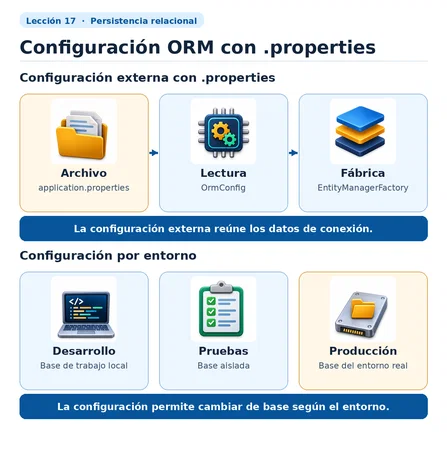 Lección 17 · Persistencia relacional
Configuración ORM con .properties
Configuración externa con .properties
Archivo
application.properties
Lectura
OrmConfig
Fábrica
EntityManagerFactory
La configuración externa reúne los datos de conexión.
Configuración por entorno
</>
Desarrollo
Base de trabajo local
Pruebas
Base aislada
Producción
Base del entorno real
La configuración permite cambiar de base según el entorno.